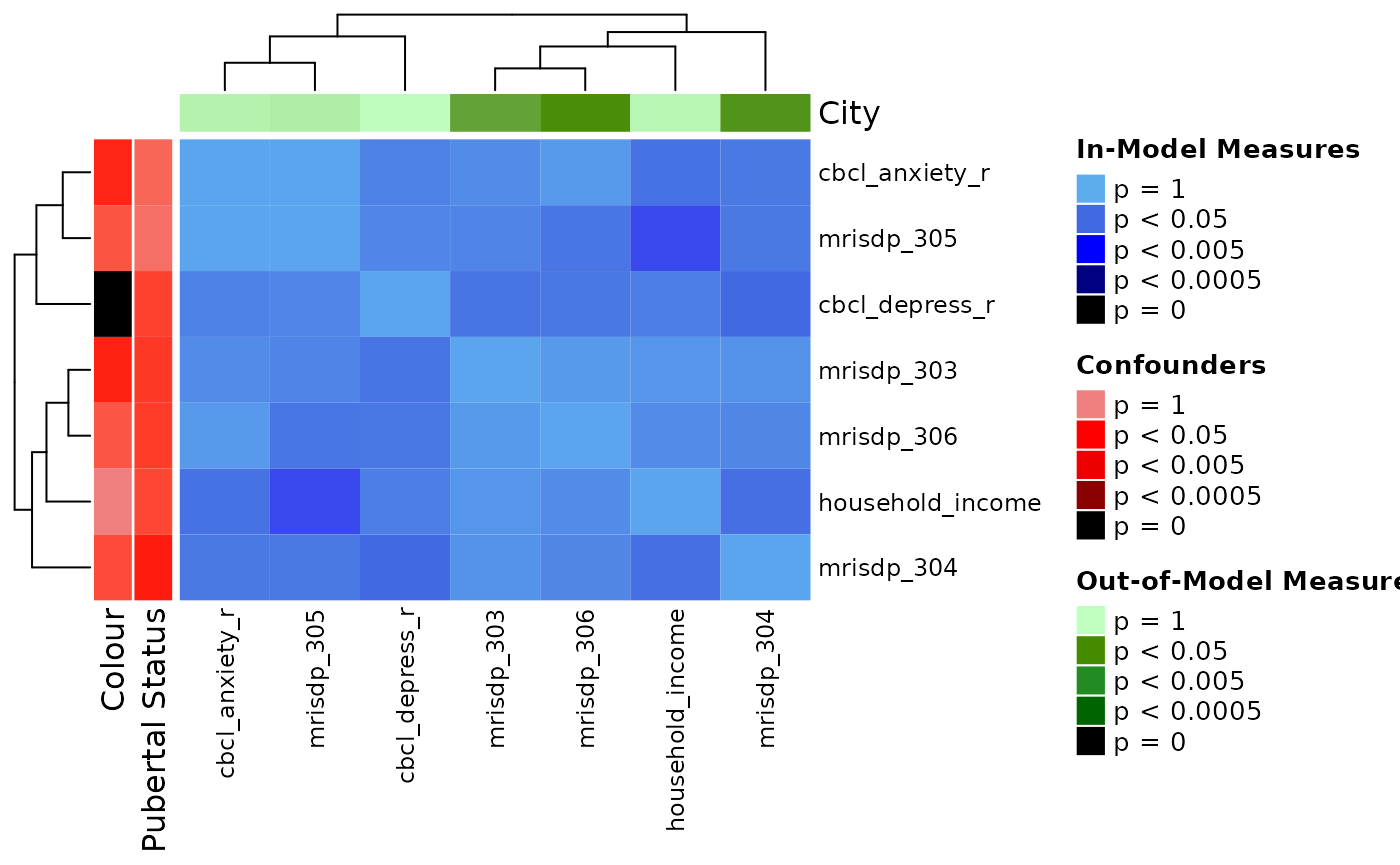 City
cbcl_anxiety_r
mrisdp_305
cbcl_depress_r
mrisdp_303
mrisdp_306
household_income
mrisdp_304
Colour
Pubertal Status
cbcl_anxiety_r
mrisdp_305
cbcl_depress_r
mrisdp_303
mrisdp_306
household_income
mrisdp_304
In-Model Measures
p = 1
p < 0.05
p < 0.005
p < 0.0005
p = 0
Confounders
p = 1
p < 0.05
p < 0.005
p < 0.0005
p = 0
Out-of-Model Measure
p = 1
p < 0.05
p < 0.005
p < 0.0005
p = 0